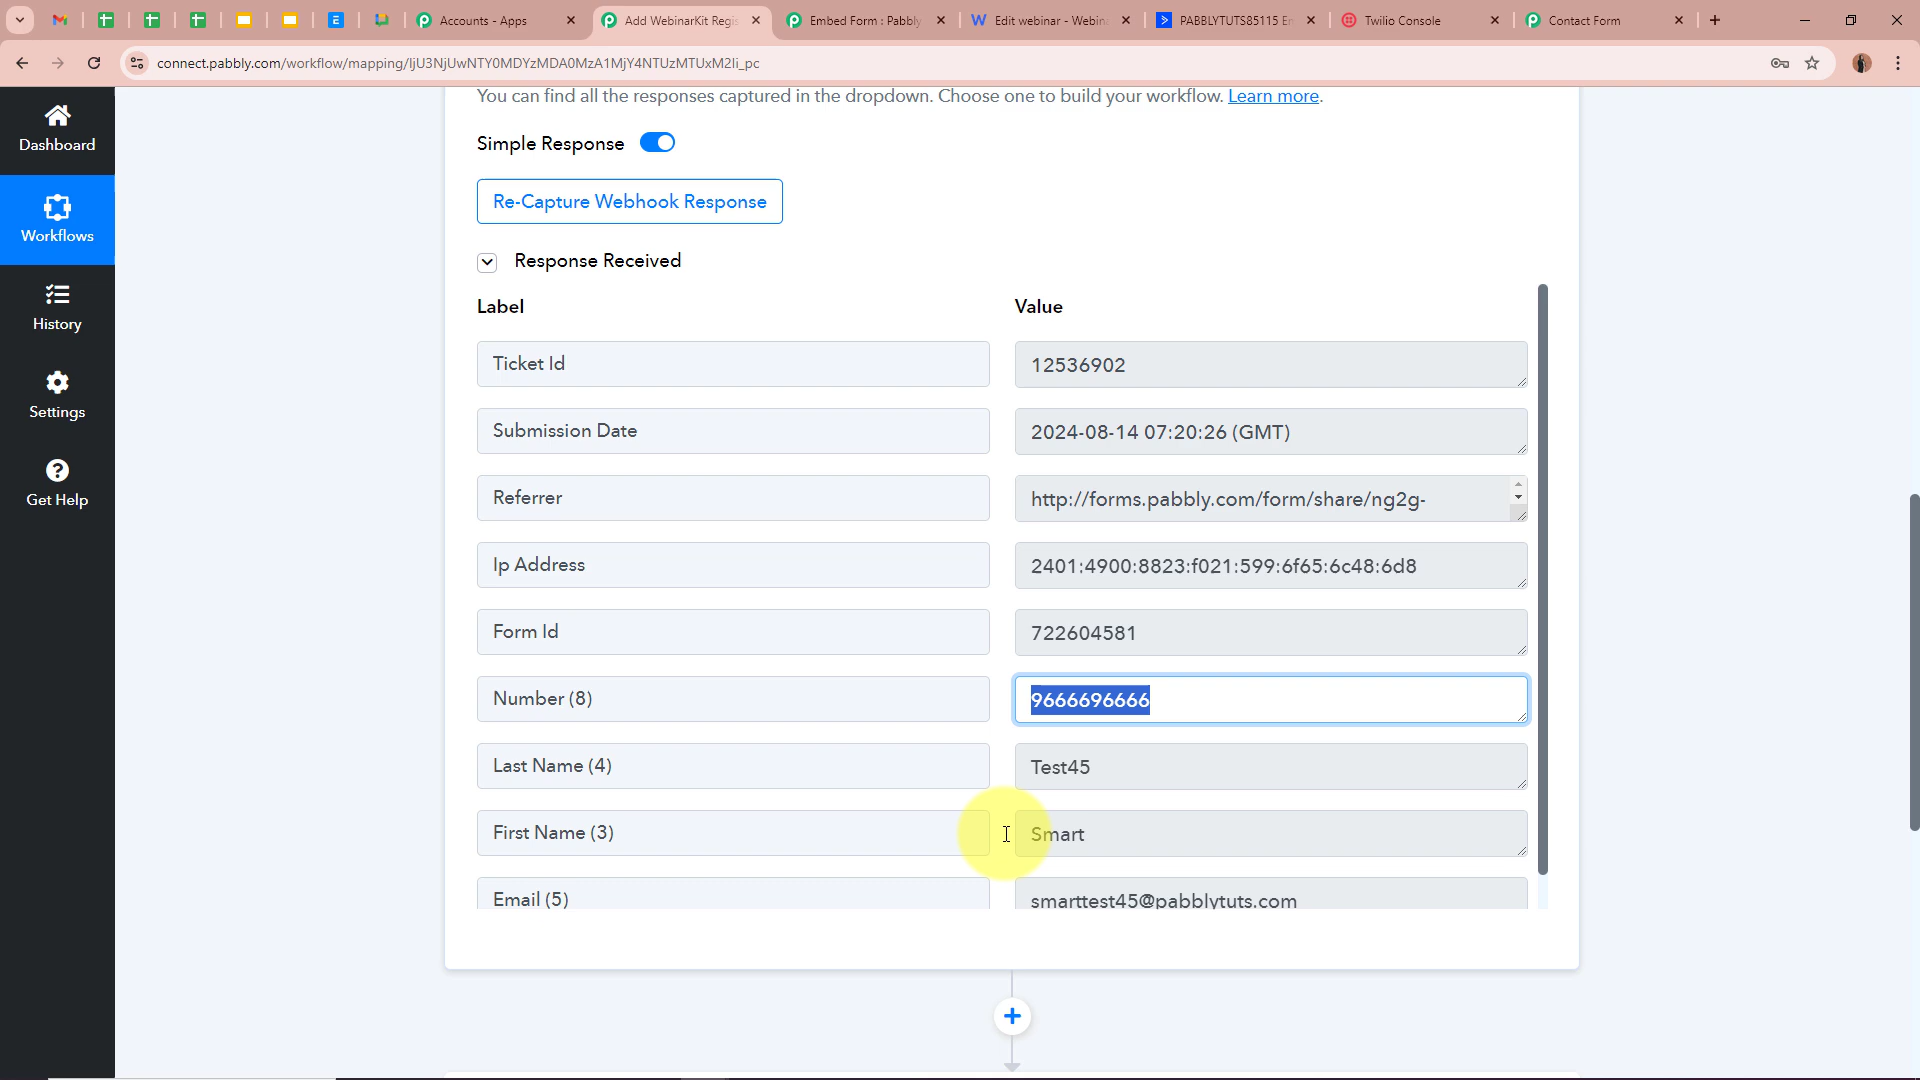 Accounts - Apps
Add WebinarKit Regis
Embed Form : Pabbly
Edit webinar - Webin
PABBLYTUTS85115 En
Twilio Console
Contact Form
connect.pabbly.com/workflow/mapping/IjU3NjUwNTY0MDYzMDA0MzA1MjY4NTUzMTUxM2Ii_pc
Dashboard
Workflows
History
Settings
Get Help
You can find all the responses captured in the dropdown. Choose one to build your workflow. Learn more.
Simple Response
Re-Capture Webhook Response
Response Received
Label Value
Ticket Id 12536902
Submission Date 2024-08-14 07:20:26 (GMT)
Referrer http://forms.pabbly.com/form/share/ng2g-
Ip Address 2401:4900:8823:f021:599:6f65:6c48:6d8
Form Id 722604581
Number (8) 9666696666
Last Name (4) Test45
First Name (3) Smart
Email (5) smarttest45@pabblytuts.com